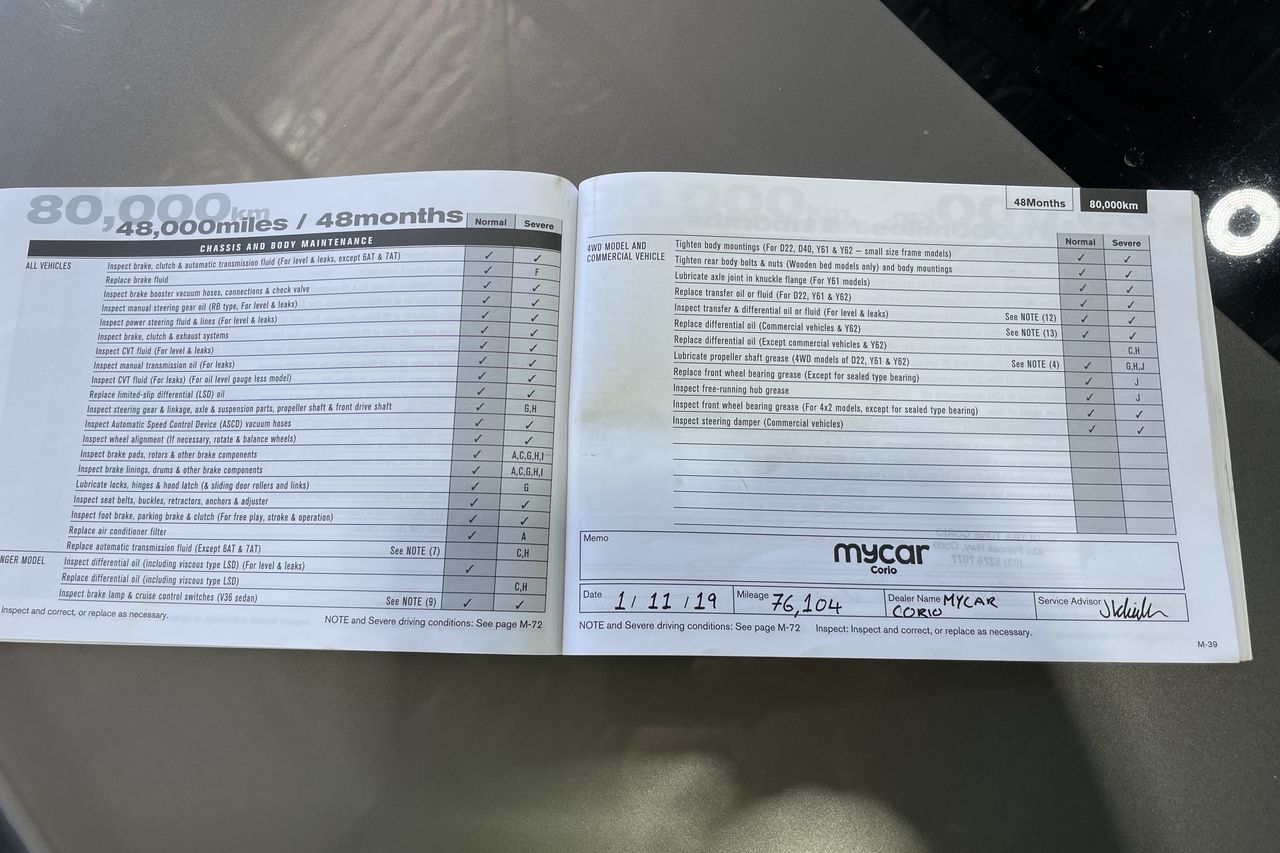 80,000km
48,000miles / 48months
Normal Severe
CHASSIS AND BODY MAINTENANCE
ALL VEHICLES
Inspect brake, clutch & automatic transmission fluid (For level & leaks, except 6AT & 7AT) ✓ ✓
Replace brake fluid ✓ F
Inspect brake booster vacuum hoses, connections & check valve ✓ ✓
Inspect manual steering gear oil (RB type, For level & leaks) ✓ ✓
Inspect power steering fluid & lines (For level & leaks) ✓ ✓
Inspect brake, clutch & exhaust systems ✓ ✓
Inspect CVT fluid (For level & leaks) ✓ ✓
Inspect manual transmission oil (For leaks) ✓ ✓
Inspect CVT fluid (For leaks) (For oil level gauge less model) ✓ ✓
Replace limited-slip differential (LSD) oil ✓ ✓
Inspect steering gear & linkage, axle & suspension parts, propeller shaft & front drive shaft ✓ G,H
Inspect Automatic Speed Control Device (ASCD) vacuum hoses ✓ ✓
Inspect wheel alignment (If necessary, rotate & balance wheels) ✓ ✓
Inspect brake pads, rotors & other brake components ✓ A,C,G,H,I
Inspect brake linings, drums & other brake components ✓ A,C,G,H,I
Lubricate locks, hinges & hood latch (& sliding door rollers and links) ✓ G
Inspect seat belts, buckles, retractors, anchors & adjuster ✓ ✓
Inspect foot brake, parking brake & clutch (For free play, stroke & operation) ✓ ✓
Replace air conditioner filter ✓ A
Replace automatic transmission fluid (Except 6AT & 7AT) See NOTE (7) C,H
NGER MODEL
Inspect differential oil (including viscous type LSD) (For level & leaks) ✓
Replace differential oil (including viscous type LSD) C,H
Inspect brake lamp & cruise control switches (V36 sedan) See NOTE (9) ✓ ✓
Inspect and correct, or replace as necessary.
NOTE and Severe driving conditions: See page M-72
48Months 80,000km
Normal Severe
4WD MODEL AND
COMMERCIAL VEHICLE
Tighten body mountings (For D22, D40, Y61 & Y62 – small size frame models) ✓ ✓
Tighten rear body bolts & nuts (Wooden bed models only) and body mountings ✓ ✓
Lubricate axle joint in knuckle flange (For Y61 models) ✓ ✓
Replace transfer oil or fluid (For D22, Y61 & Y62) ✓ ✓
Inspect transfer & differential oil or fluid (For level & leaks) See NOTE (12) ✓ ✓
Replace differential oil (Commercial vehicles & Y62) See NOTE (13) ✓ ✓
Replace differential oil (Except commercial vehicles & Y62) C,H
Lubricate propeller shaft grease (4WD models of D22, Y61 & Y62) See NOTE (4) ✓ G,H,J
Replace front wheel bearing grease (Except for sealed type bearing) ✓ J
Inspect free-running hub grease ✓ J
Inspect front wheel bearing grease (For 4x2 models, except for sealed type bearing) ✓ ✓
Inspect steering damper (Commercial vehicles) ✓ ✓
Memo
mycar
Corio
Date 1/11/19 Mileage 76,104 Dealer Name MYCAR CORIO Service Advisor
NOTE and Severe driving conditions: See page M-72 Inspect: Inspect and correct, or replace as necessary.
M-39